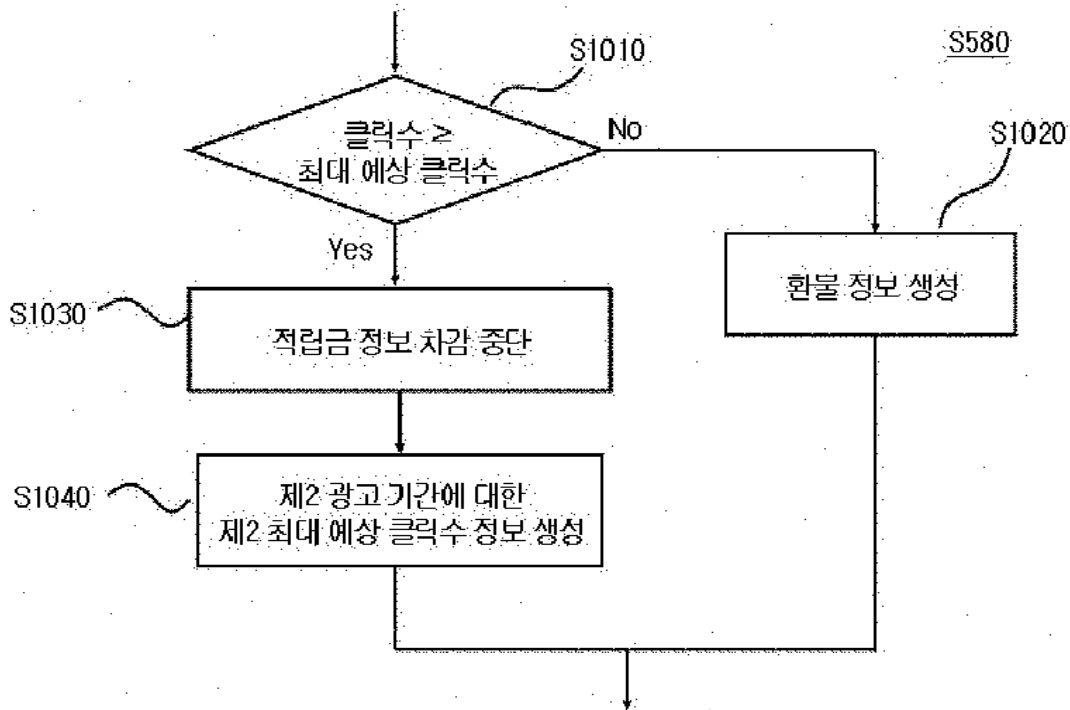 S580
S1010
클릭수 ≥
최대 예상 클릭수
No
S1020
Yes
환불 정보 생성
S1030
적립금 정보 차감 중단
S1040
제2 광고 기간에 대한
제2 최대 예상 클릭수 정보 생성